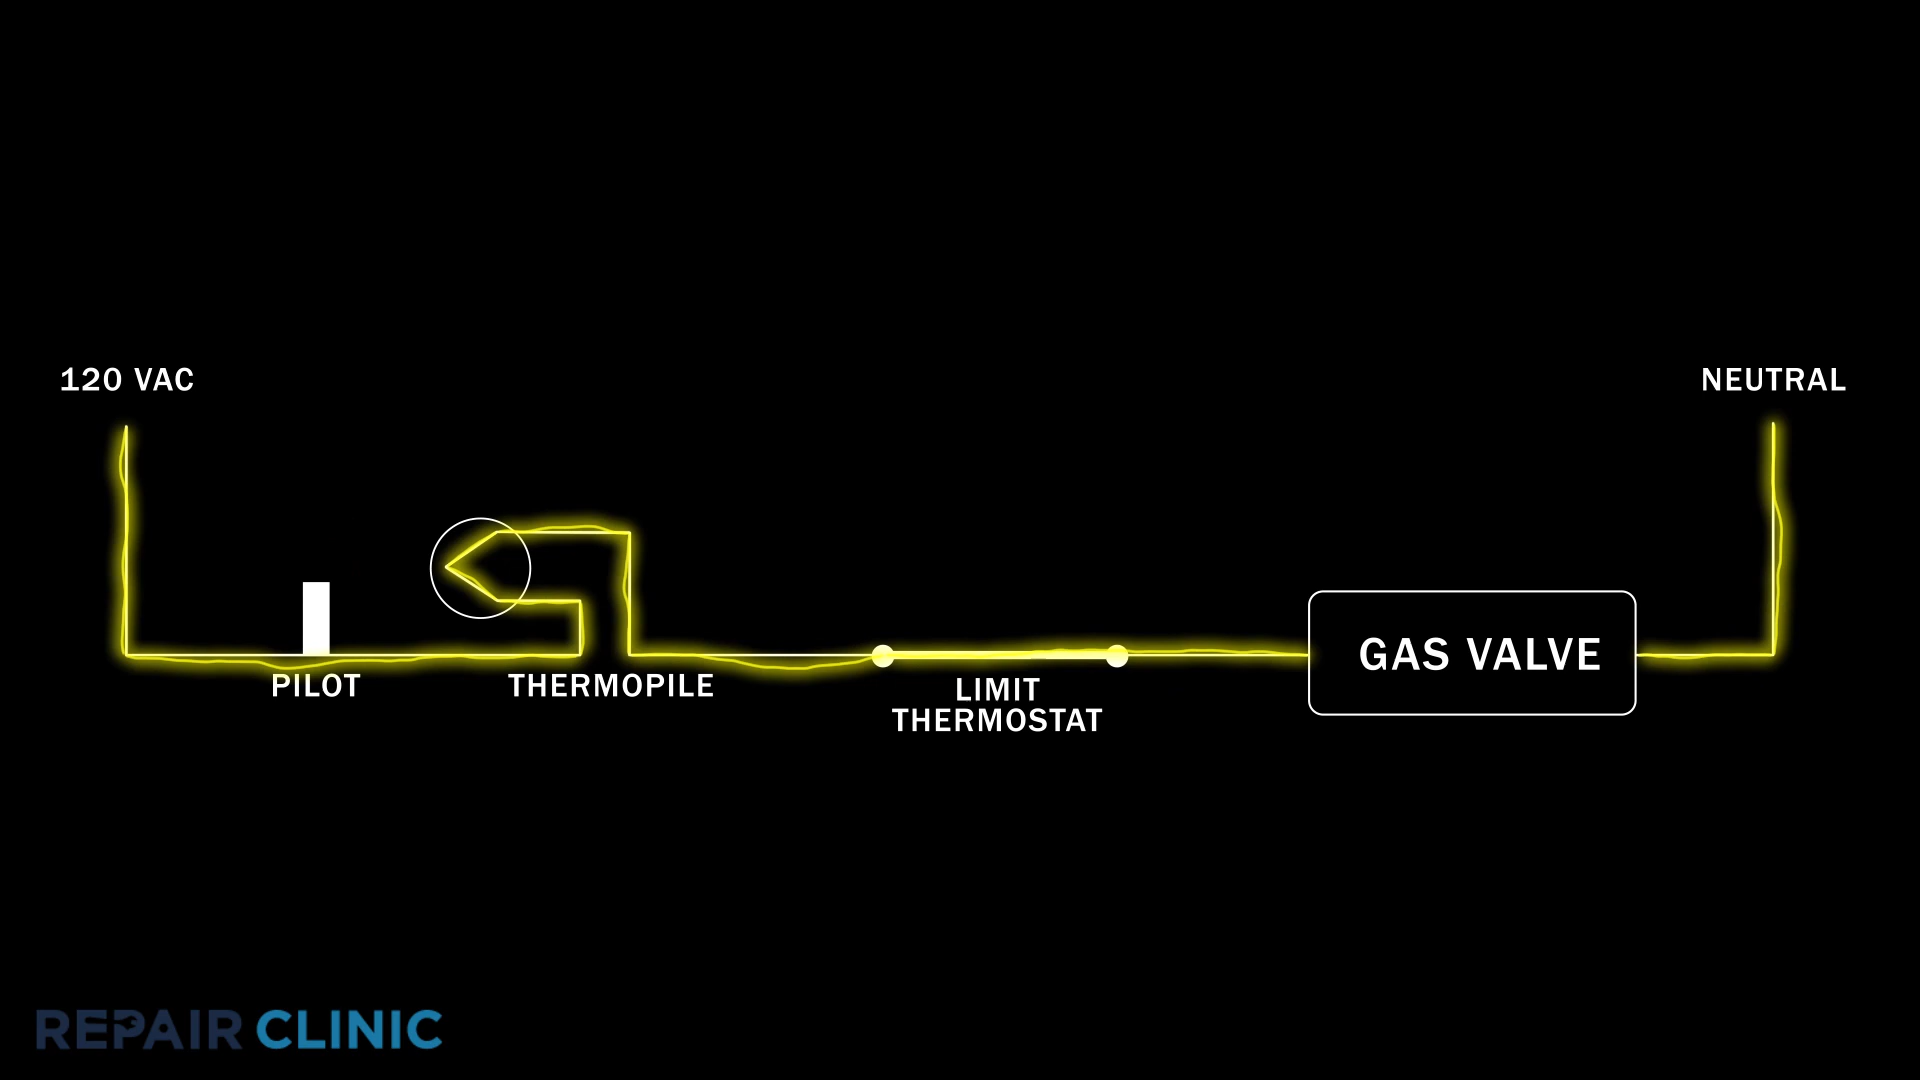 120 VAC
NEUTRAL
GAS VALVE
PILOT
THERMOPILE
LIMIT
THERMOSTAT
REPAIR CLINIC